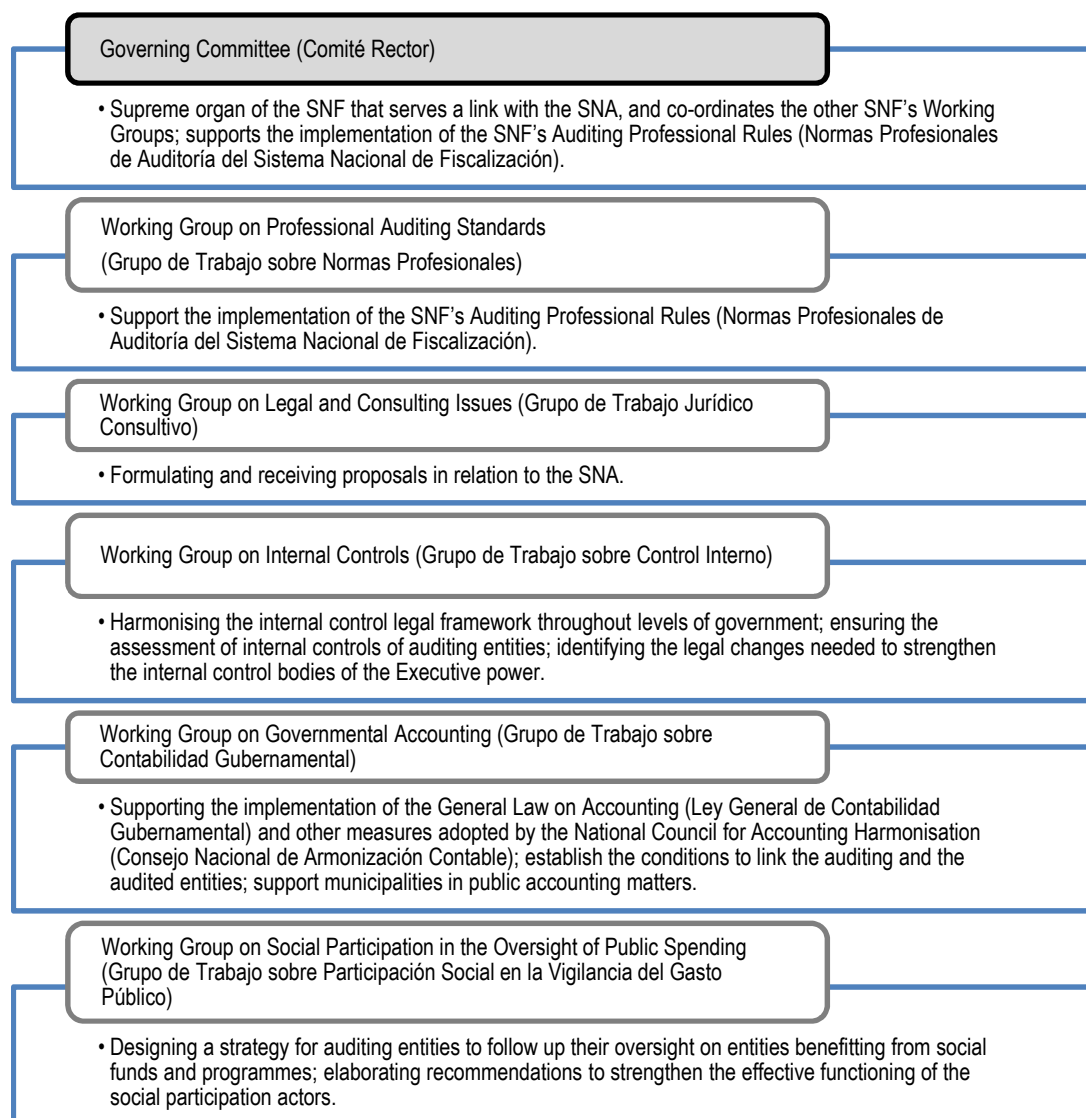 Governing Committee (Comité Rector)
• Supreme organ of the SNF that serves a link with the SNA, and co-ordinates the other SNF's Working
Groups; supports the implementation of the SNF's Auditing Professional Rules (Normas Profesionales
de Auditoría del Sistema Nacional de Fiscalización).
Working Group on Professional Auditing Standards
(Grupo de Trabajo sobre Normas Profesionales)
• Support the implementation of the SNF's Auditing Professional Rules (Normas Profesionales de
Auditoría del Sistema Nacional de Fiscalización).
Working Group on Legal and Consulting Issues (Grupo de Trabajo Jurídico
Consultivo)
• Formulating and receiving proposals in relation to the SNA.
Working Group on Internal Controls (Grupo de Trabajo sobre Control Interno)
• Harmonising the internal control legal framework throughout levels of government; ensuring the
assessment of internal controls of auditing entities; identifying the legal changes needed to strengthen
the internal control bodies of the Executive power.
Working Group on Governmental Accounting (Grupo de Trabajo sobre
Contabilidad Gubernamental)
• Supporting the implementation of the General Law on Accounting (Ley General de Contabilidad
Gubernamental) and other measures adopted by the National Council for Accounting Harmonisation
(Consejo Nacional de Armonización Contable); establish the conditions to link the auditing and the
audited entities; support municipalities in public accounting matters.
Working Group on Social Participation in the Oversight of Public Spending
(Grupo de Trabajo sobre Participación Social en la Vigilancia del Gasto
Público)
• Designing a strategy for auditing entities to follow up their oversight on entities benefitting from social
funds and programmes; elaborating recommendations to strengthen the effective functioning of the
social participation actors.